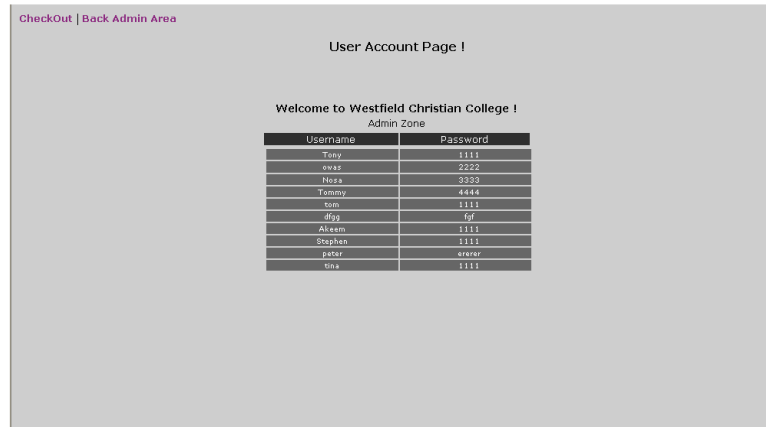 CheckOut | Back Admin Area
User Account Page !
Welcome to Westfield Christian College !
Admin Zone
Username Password
Tony 1111
owas 2222
Nosa 3333
Tommy 4444
tom 1111
dfgg fgf
Akeem 1111
Stephen 1111
peter ererer
tina 1111